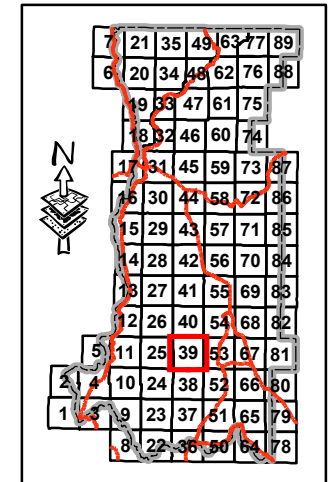 7 21 35 49 63 77 89
6 20 34 48 62 76 88
19 33 47 61 75
18 32 46 60 74
N
17 31 45 59 73 87
16 30 44 58 72 86
15 29 43 57 71 85
14 28 42 56 70 84
13 27 41 55 69 83
12 26 40 54 68 82
5 11 25 39 53 67 81
2 4 10 24 38 52 66 80
1 3 9 23 37 51 65 79
8 22 36 50 64 78